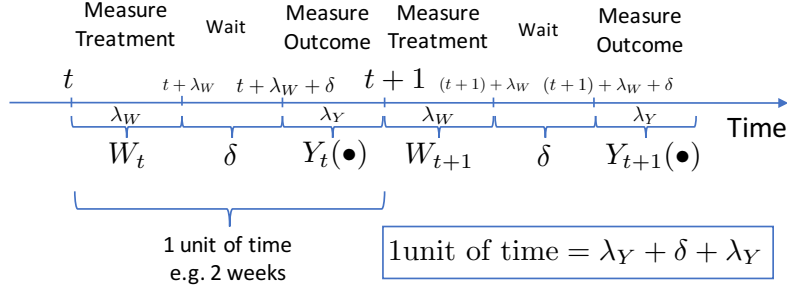 Measure Treatment
Wait
Measure Outcome
Measure Treatment
Wait
Measure Outcome
t
t + λ_W
t + λ_W + δ
t + 1
(t + 1) + λ_W
(t + 1) + λ_W + δ
λ_W
λ_Y
λ_W
λ_Y
Time
W_t
δ
Y_t(●)
W_{t+1}
δ
Y_{t+1}(●)
1 unit of time
e.g. 2 weeks
1unit of time = λ_Y + δ + λ_Y